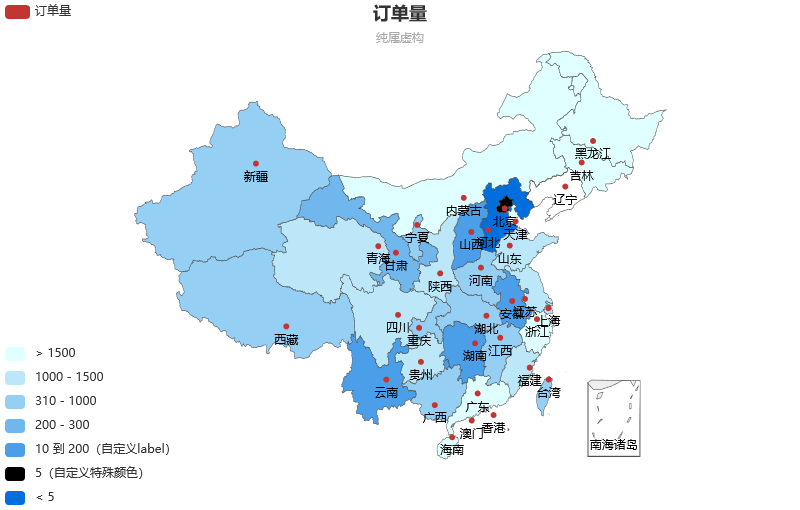 订单量
订单量
纯属虚构
黑龙江
吉林
新疆
辽宁
内蒙古
北京
天津
宁夏
山西
河北
青海
甘肃
山东
陕西
河南
安徽
江苏
上海
四川
重庆
湖北
浙江
西藏
湖南
江西
贵州
福建
云南
台湾
广西
广东
澳门
香港
海南
南海诸岛
> 1500
1000 - 1500
310 - 1000
200 - 300
10 到 200（自定义label）
5（自定义特殊颜色）
< 5